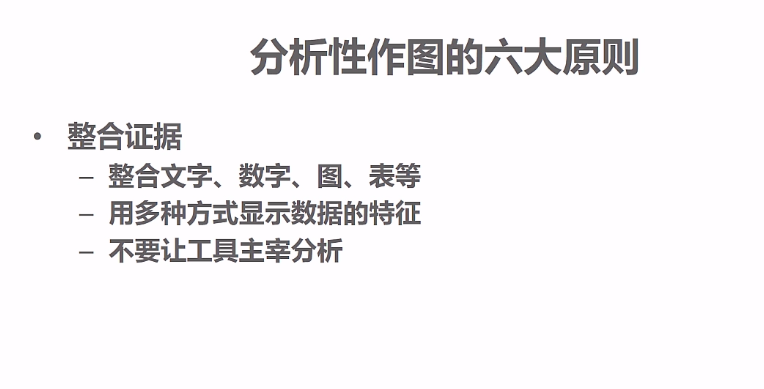 分析性作图的六大原则
• 整合证据
– 整合文字、数字、图、表等
– 用多种方式显示数据的特征
– 不要让工具主宰分析